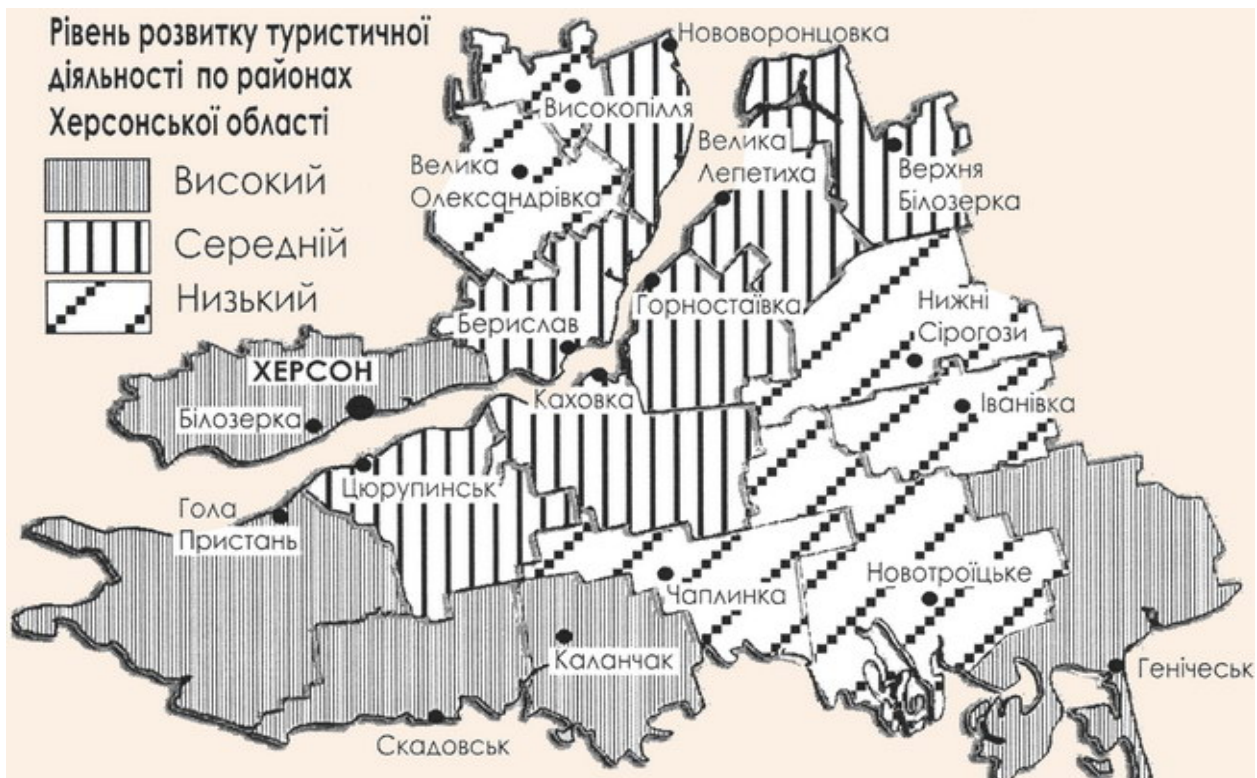 Рівень розвитку туристичної
діяльності по районах
Херсонської області
Високий
Середній
Низький
Нововоронцовка
Високопілля
Велика
Олександрівка
Велика
Лепетиха
Верхня
Білозерка
Горностаївка
Нижні
Сірогози
Берислав
ХЕРСОН
Білозерка
Каховка
Іванівка
Цюрупинськ
Гола
Пристань
Чаплинка
Новотроїцьке
Каланчак
Генічеськ
Скадовськ